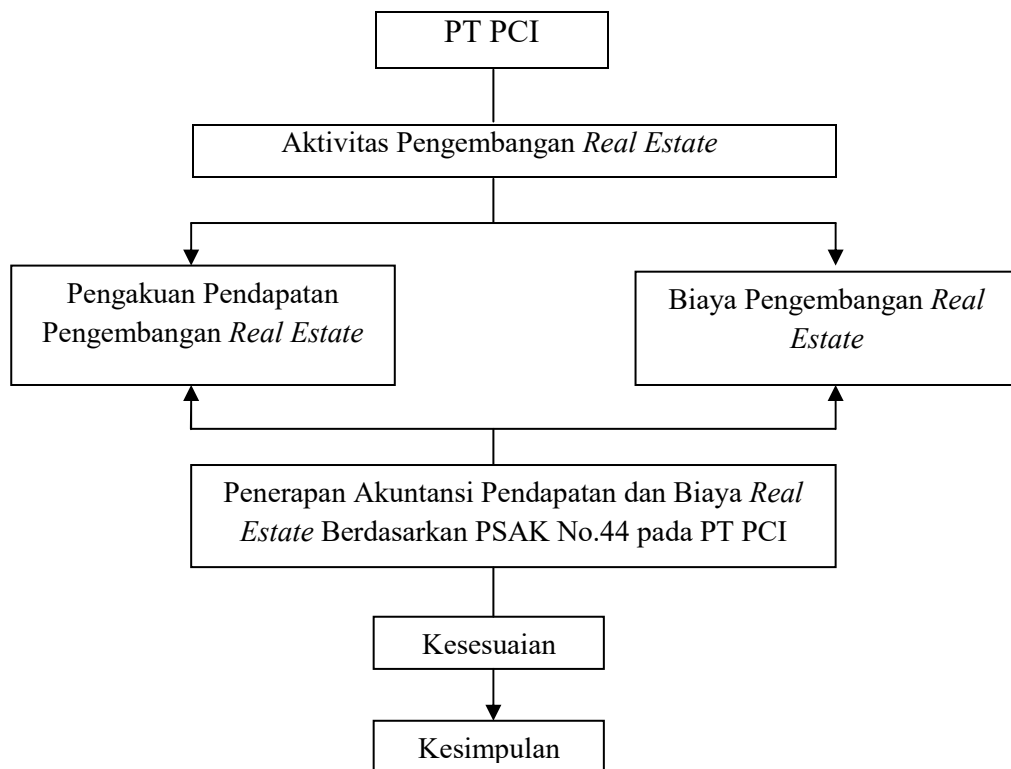 PT PCI
Aktivitas Pengembangan Real Estate
Pengakuan Pendapatan
Pengembangan Real Estate
Biaya Pengembangan Real
Estate
Penerapan Akuntansi Pendapatan dan Biaya Real
Estate Berdasarkan PSAK No.44 pada PT PCI
Kesesuaian
Kesimpulan